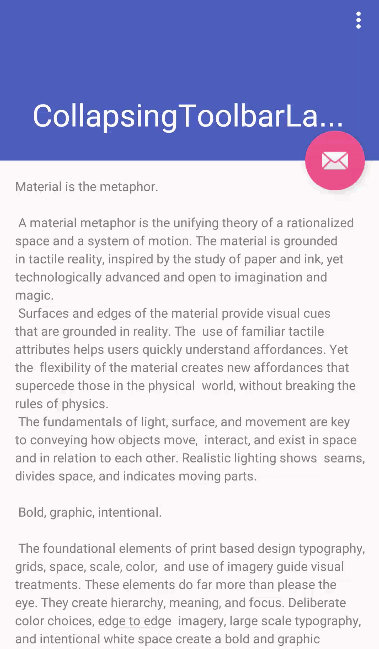 CollapsingToolbarLa...
Material is the metaphor.
A material metaphor is the unifying theory of a rationalized
space and a system of motion. The material is grounded
in tactile reality, inspired by the study of paper and ink, yet
technologically advanced and open to imagination and
magic.
Surfaces and edges of the material provide visual cues
that are grounded in reality. The  use of familiar tactile
attributes helps users quickly understand affordances. Yet
the  flexibility of the material creates new affordances that
supercede those in the physical  world, without breaking the
rules of physics.
The fundamentals of light, surface, and movement are key
to conveying how objects move,  interact, and exist in space
and in relation to each other. Realistic lighting shows  seams,
divides space, and indicates moving parts.
Bold, graphic, intentional.
The foundational elements of print based design typography,
grids, space, scale, color,  and use of imagery guide visual
treatments. These elements do far more than please the
eye. They create hierarchy, meaning, and focus. Deliberate
color choices, edge to edge  imagery, large scale typography,
and intentional white space create a bold and graphic